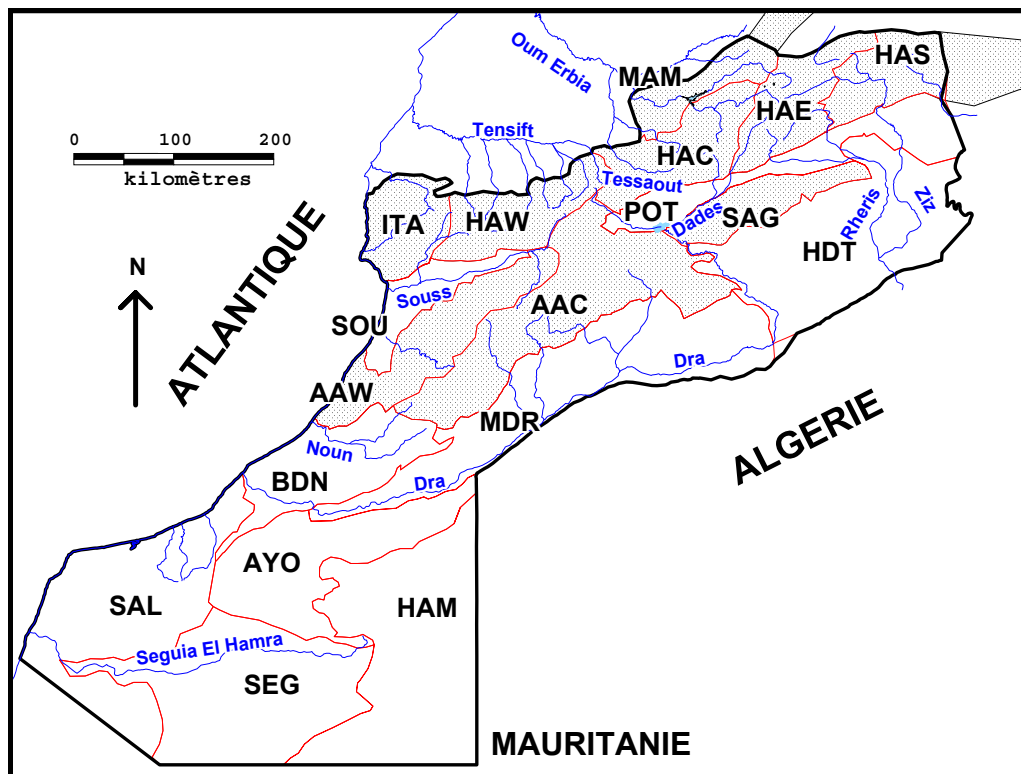 Oum Erbia
MAM
HAS
HAE
Tensift
0 100 200
kilomètres
HAC
Tessaout
ITA
HAW
POT
Dades
SAG
Rheris
Ziz
HDT
N
ATLANTIQUE
Souss
SOU
AAC
Dra
AAW
MDR
ALGERIE
Noun
BDN
Dra
AYO
SAL
HAM
Seguia El Hamra
SEG
MAURITANIE